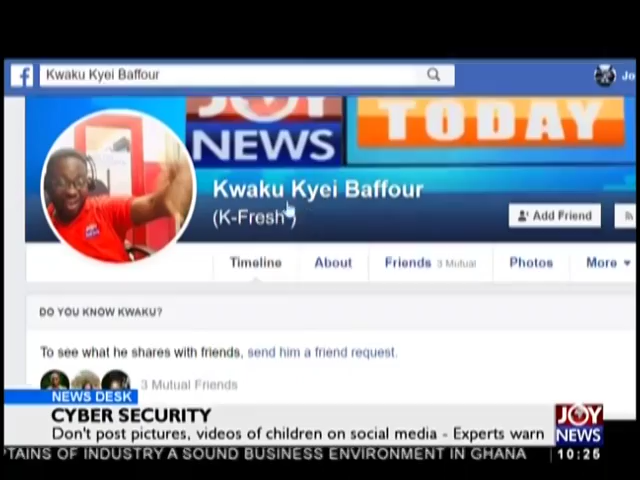 Kwaku Kyei Baffour
Jo
JOY
NEWS
TODAY
Kwaku Kyei Baffour
(K-Fresh)
Add Friend
Timeline
About
Friends 3 Mutual
Photos
More
DO YOU KNOW KWAKU?
To see what he shares with friends, send him a friend request.
3 Mutual Friends
NEWS DESK
CYBER SECURITY
Don't post pictures, videos of children on social media - Experts warn
JOY
NEWS
TAINS OF INDUSTRY A SOUND BUSINESS ENVIRONMENT IN GHANA
10:25